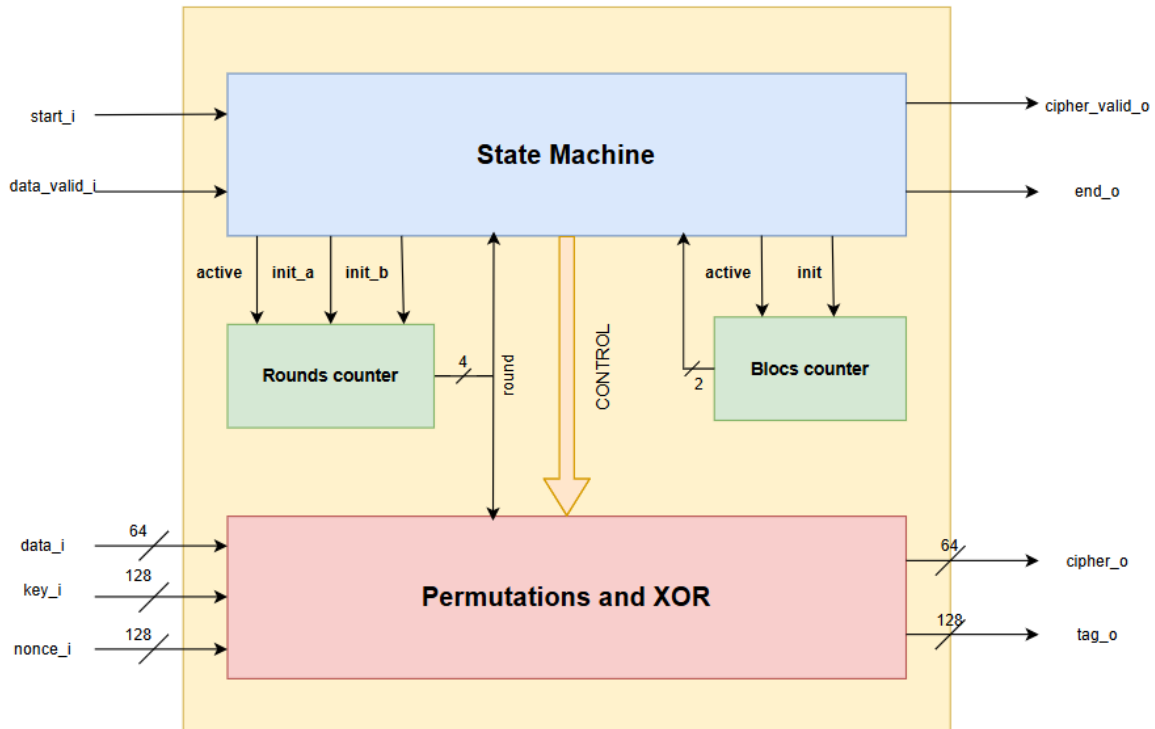 start_i
data_valid_i
State Machine
cipher_valid_o
end_o
active
init_a
init_b
active
init
Rounds counter
4
round
CONTROL
2
Blocs counter
data_i
64
key_i
128
nonce_i
128
Permutations and XOR
64
cipher_o
128
tag_o